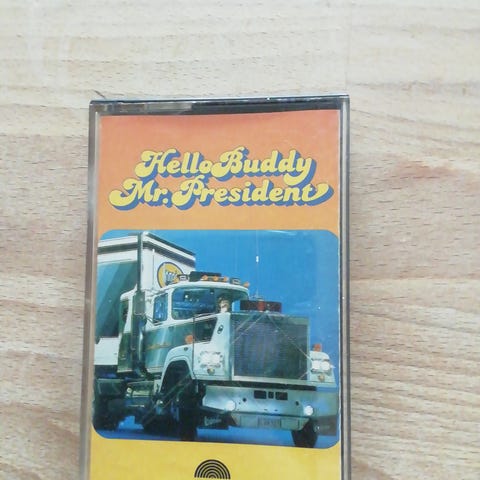 Hello Buddy
Mr. President